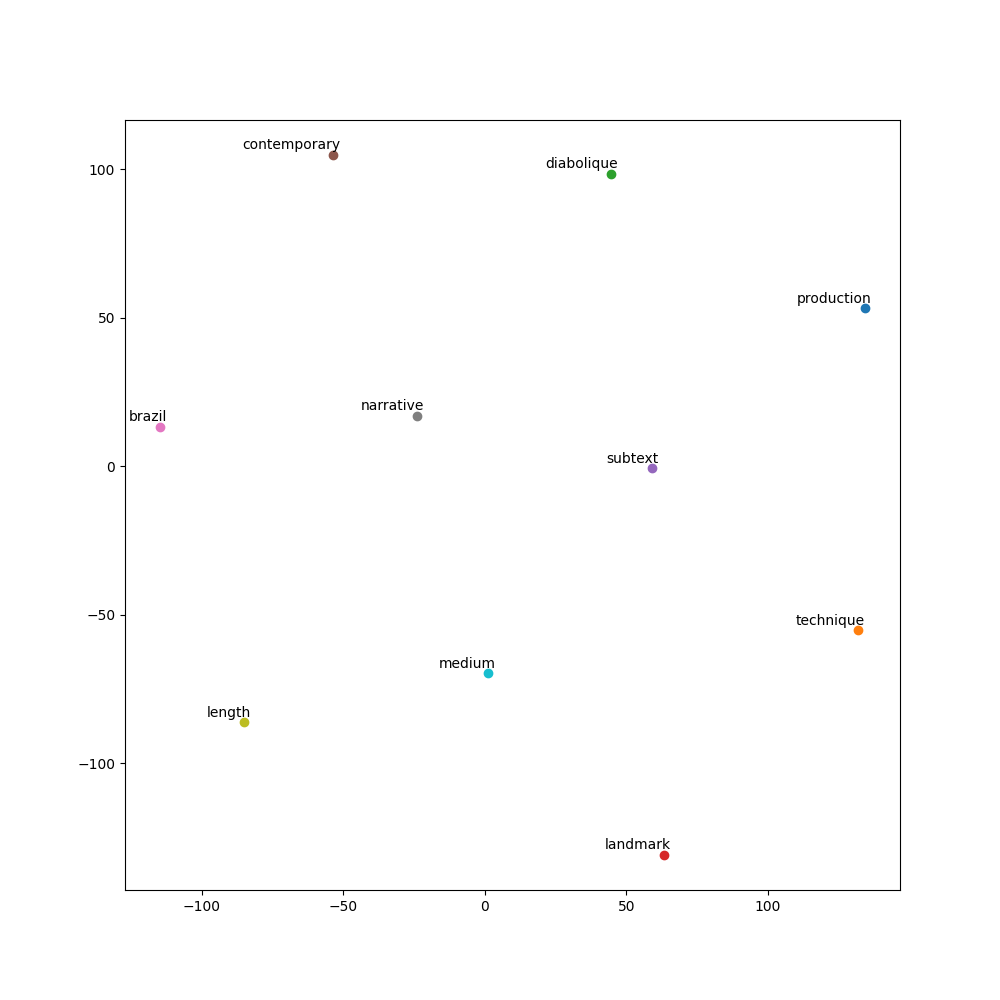 contemporary
diabolique
production
narrative
brazil
subtext
technique
medium
length
landmark
100
50
0
−50
−100
−100
−50
0
50
100